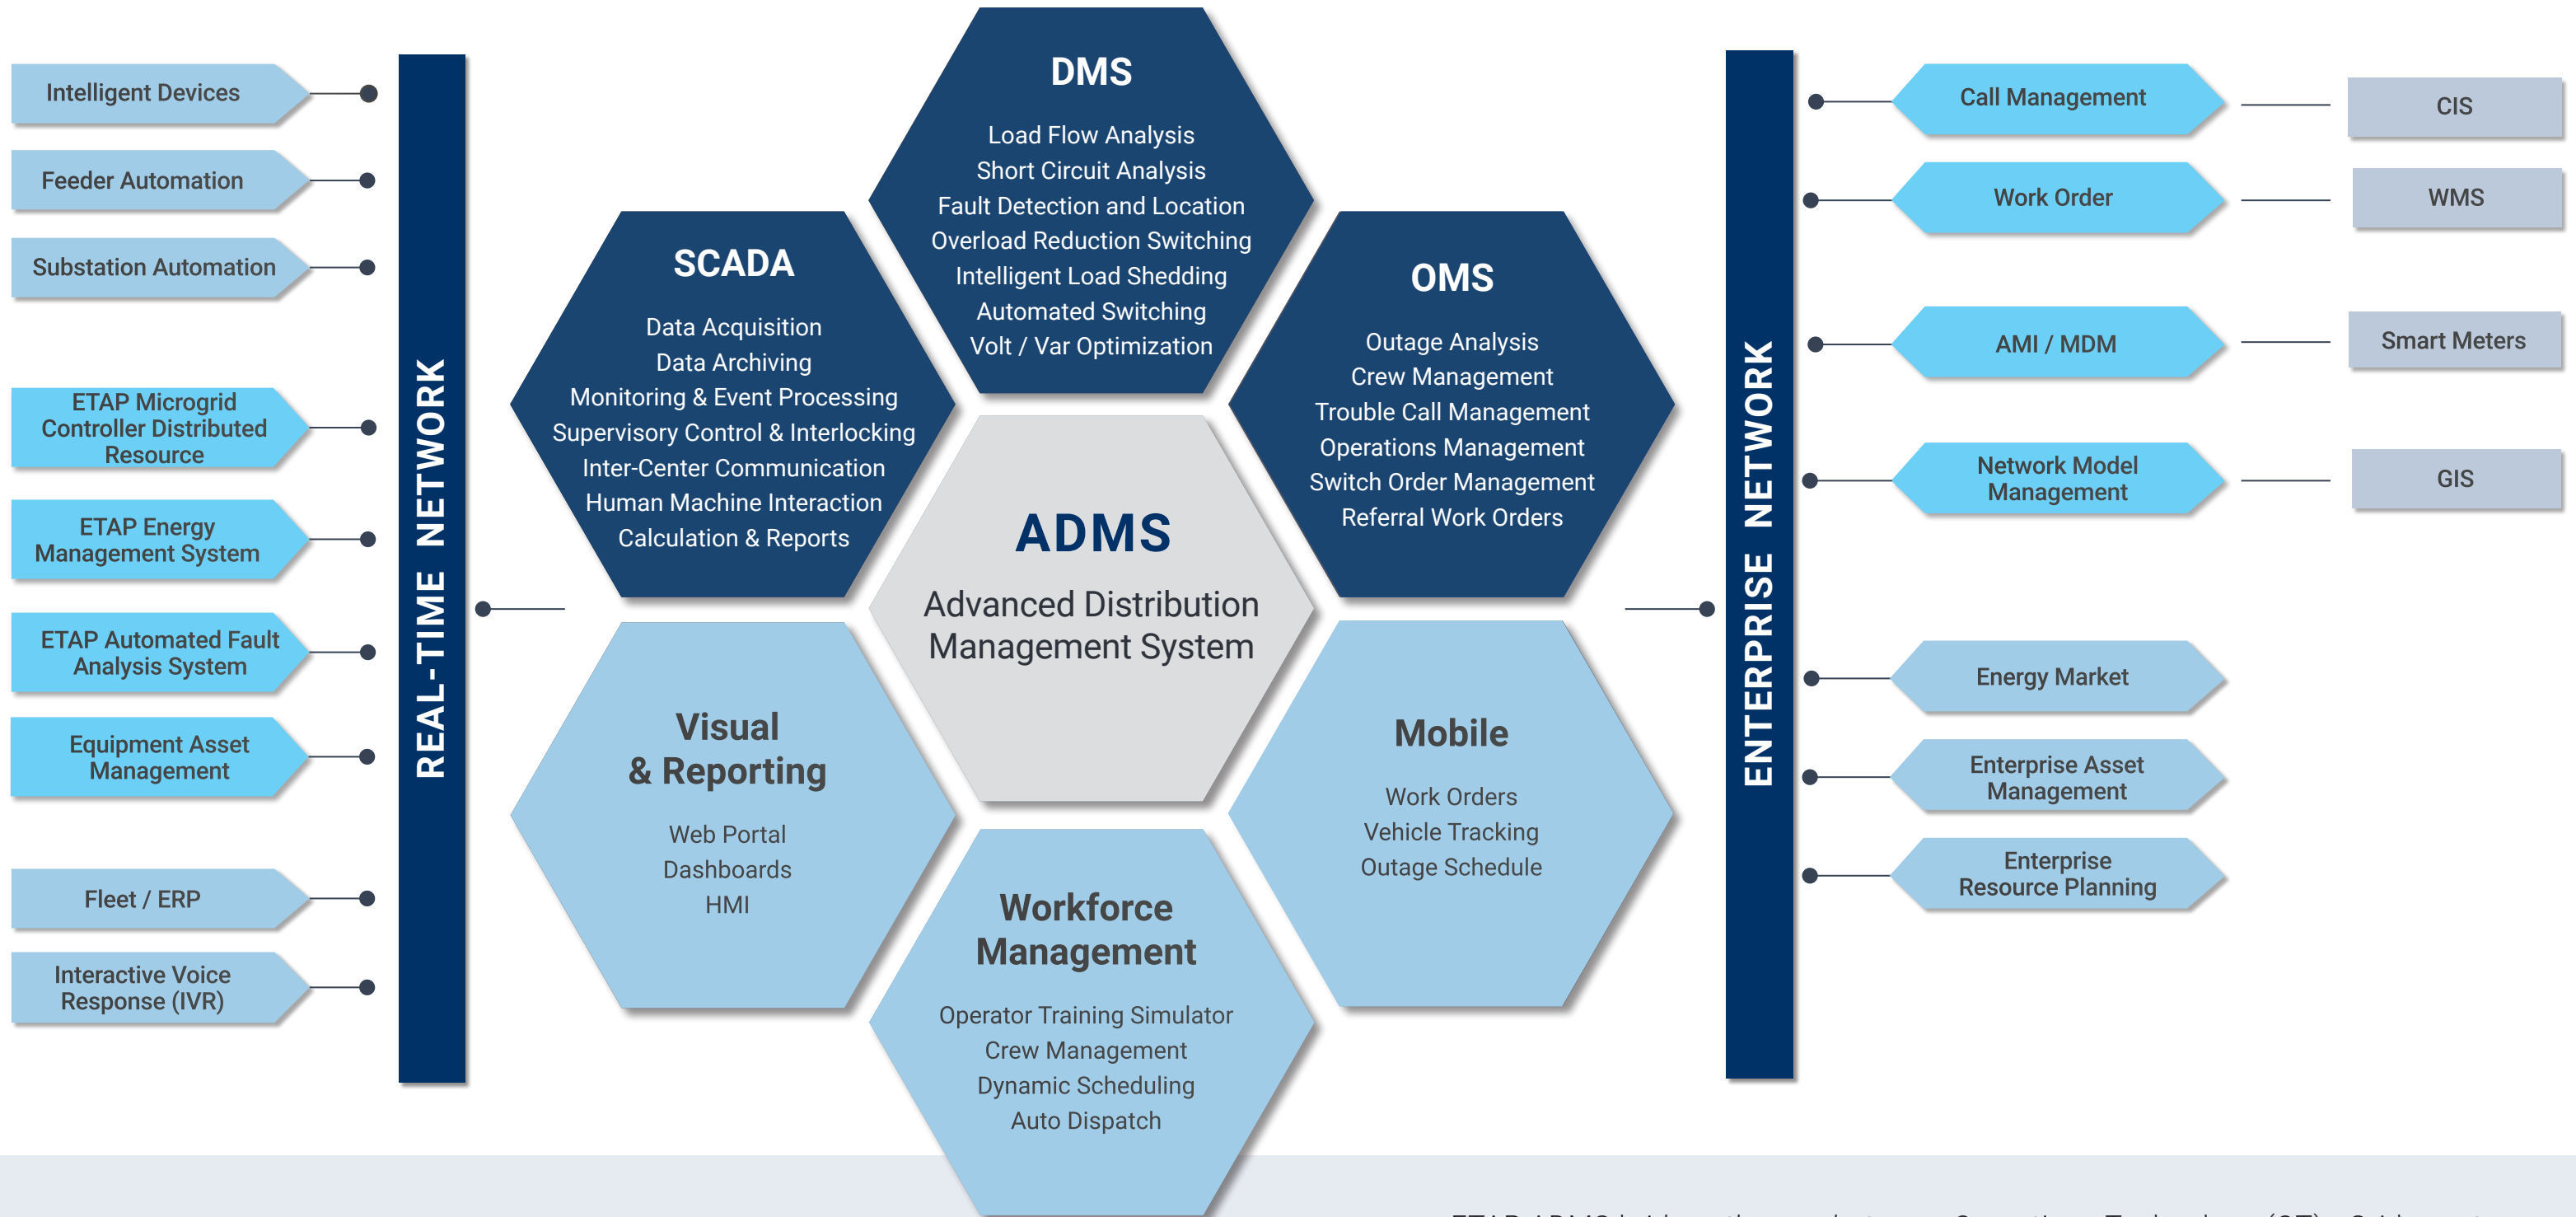 Intelligent Devices
Feeder Automation
Substation Automation
ETAP Microgrid
Controller Distributed
Resource
ETAP Energy
Management System
ETAP Automated Fault
Analysis System
Equipment Asset
Management
Fleet / ERP
Interactive Voice
Response (IVR)
REAL-TIME NETWORK
SCADA
Data Acquisition
Data Archiving
Monitoring & Event Processing
Supervisory Control & Interlocking
Inter-Center Communication
Human Machine Interaction
Calculation & Reports
DMS
Load Flow Analysis
Short Circuit Analysis
Fault Detection and Location
Overload Reduction Switching
Intelligent Load Shedding
Automated Switching
Volt / Var Optimization
OMS
Outage Analysis
Crew Management
Trouble Call Management
Operations Management
Switch Order Management
Referral Work Orders
ADMS
Advanced Distribution
Management System
Visual
& Reporting
Web Portal
Dashboards
HMI
Workforce
Management
Operator Training Simulator
Crew Management
Dynamic Scheduling
Auto Dispatch
Mobile
Work Orders
Vehicle Tracking
Outage Schedule
ENTERPRISE NETWORK
Call Management
CIS
Work Order
WMS
AMI / MDM
Smart Meters
Network Model
Management
GIS
Energy Market
Enterprise Asset
Management
Enterprise
Resource Planning